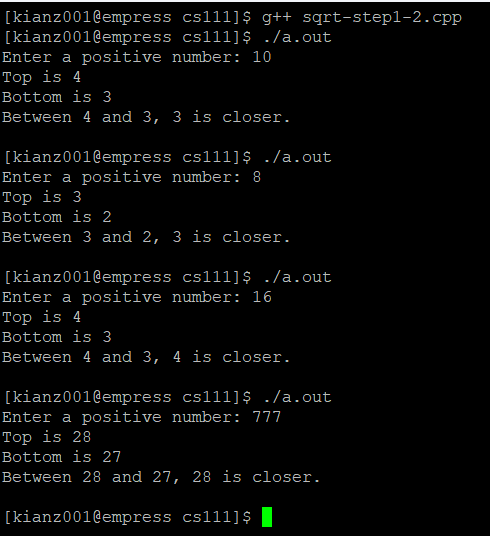 [kianz001@empress cs111]$ g++ sqrt-step1-2.cpp
[kianz001@empress cs111]$ ./a.out
Enter a positive number: 10
Top is 4
Bottom is 3
Between 4 and 3, 3 is closer.
[kianz001@empress cs111]$ ./a.out
Enter a positive number: 8
Top is 3
Bottom is 2
Between 3 and 2, 3 is closer.
[kianz001@empress cs111]$ ./a.out
Enter a positive number: 16
Top is 4
Bottom is 3
Between 4 and 3, 4 is closer.
[kianz001@empress cs111]$ ./a.out
Enter a positive number: 777
Top is 28
Bottom is 27
Between 28 and 27, 28 is closer.
[kianz001@empress cs111]$